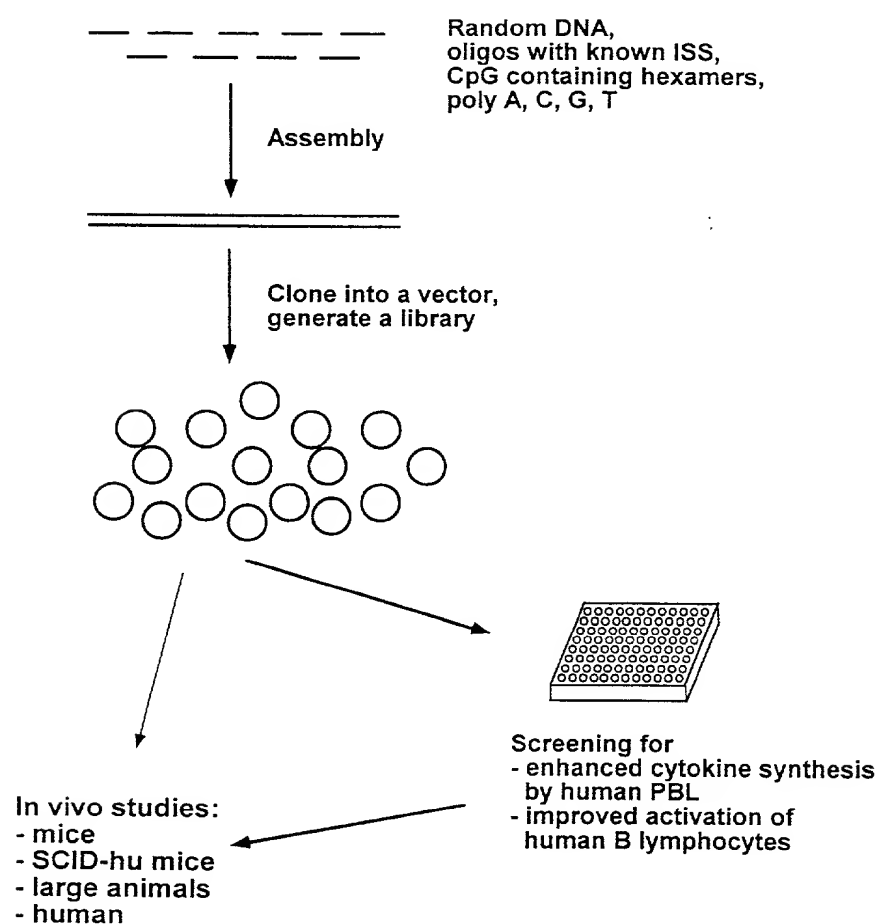 Random DNA,
oligos with known ISS,
CpG containing hexamers,
poly A, C, G, T
Assembly
Clone into a vector,
generate a library
Screening for
- enhanced cytokine synthesis
by human PBL
- improved activation of
human B lymphocytes
In vivo studies:
- mice
- SCID-hu mice
- large animals
- human